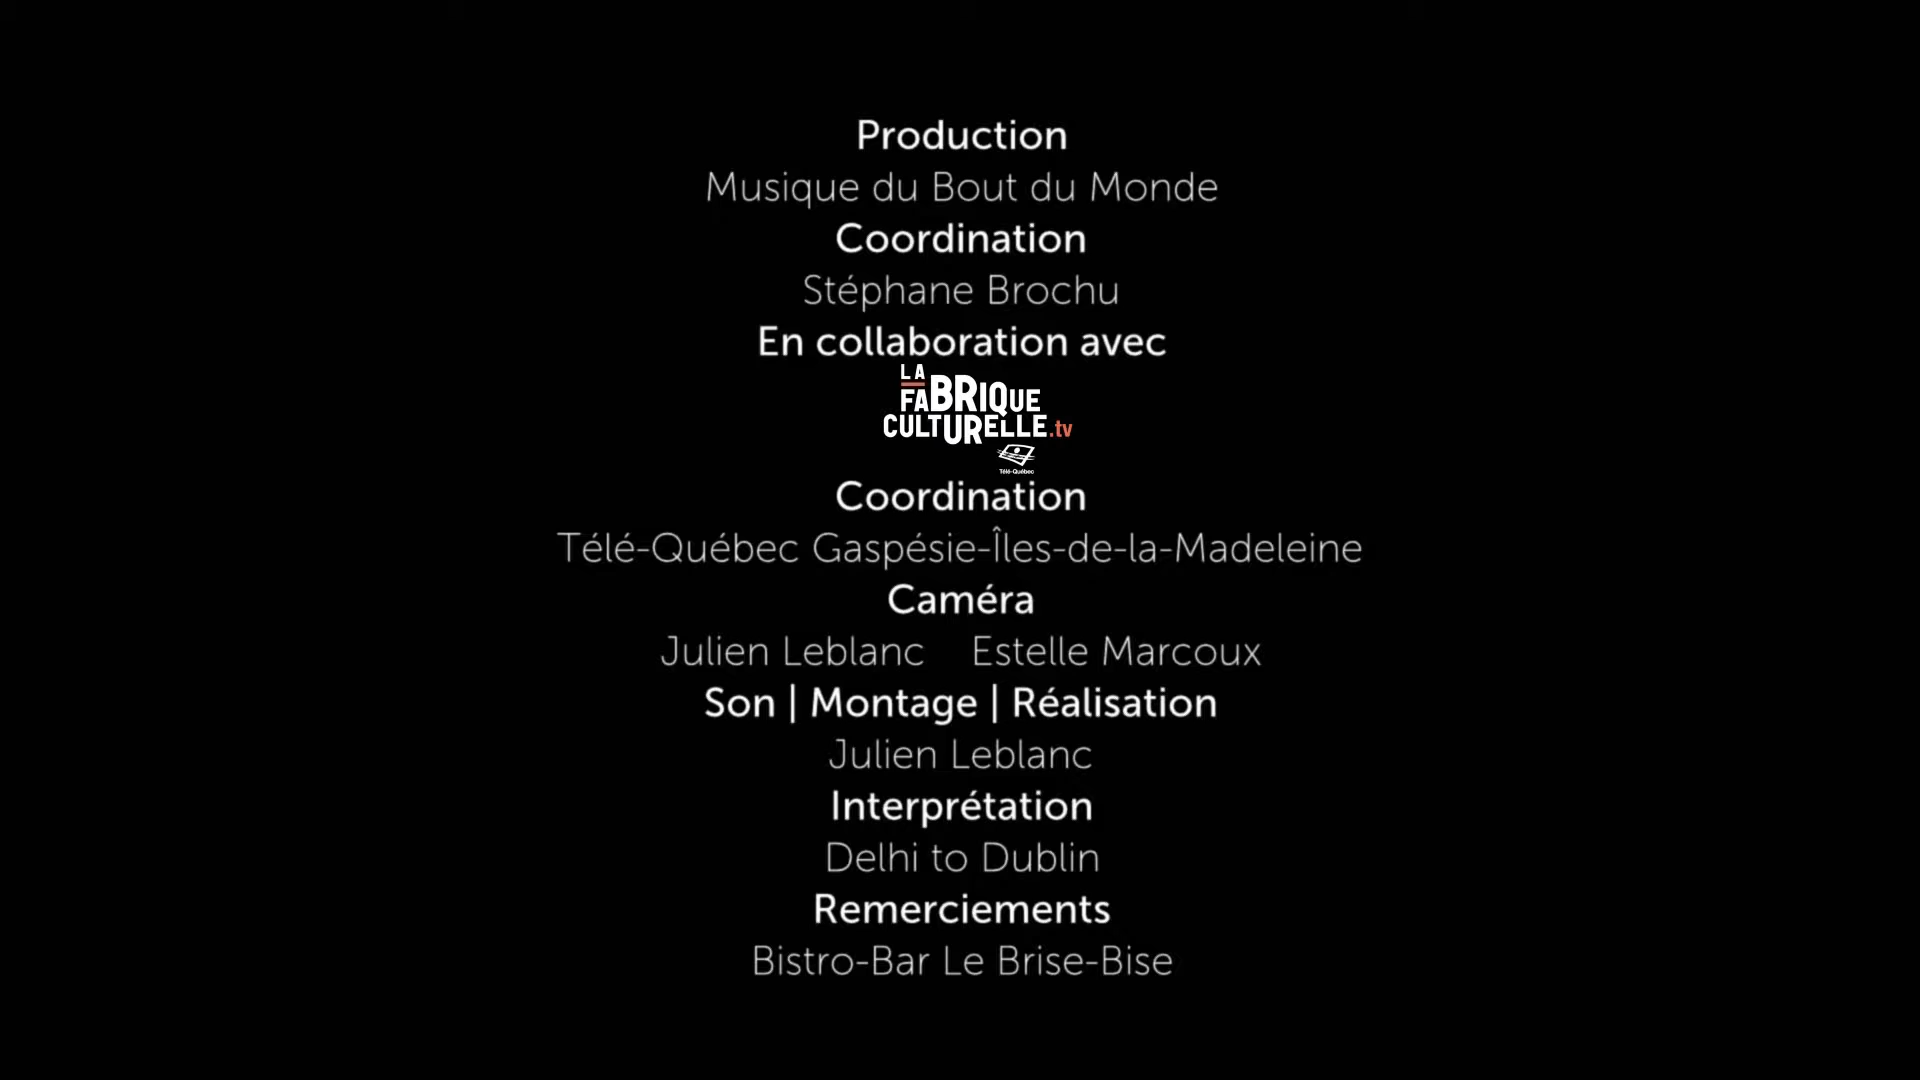 Production
Musique du Bout du Monde
Coordination
Stéphane Brochu
En collaboration avec
LA
FABRIQUE
CULTURELLE.tv
Télé-Québec
Coordination
Télé-Québec Gaspésie-Îles-de-la-Madeleine
Caméra
Julien Leblanc Estelle Marcoux
Son | Montage | Réalisation
Julien Leblanc
Interprétation
Delhi to Dublin
Remerciements
Bistro-Bar Le Brise-Bise